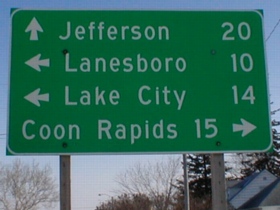 Jefferson 20
Lanesboro 10
Lake City 14
Coon Rapids 15